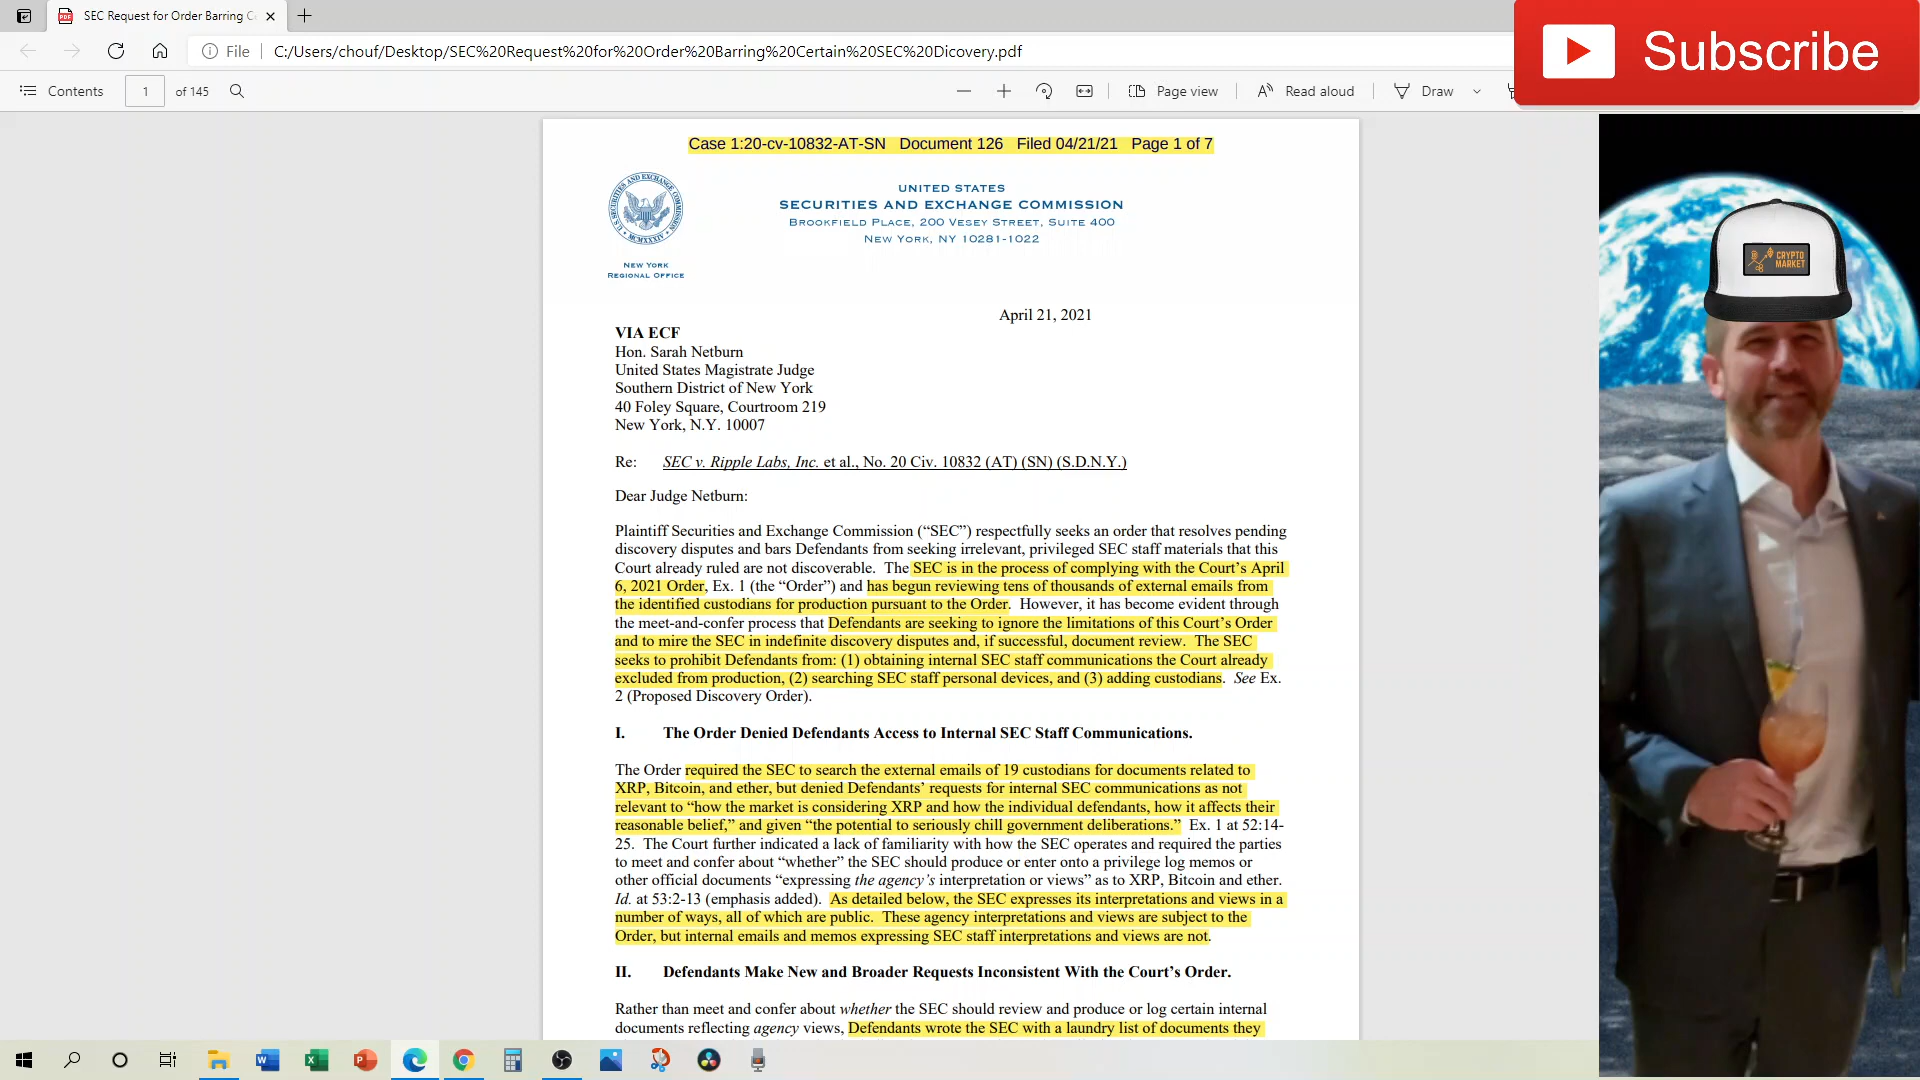 SEC Request for Order Barring C
File
C:/Users/chouf/Desktop/SEC%20Request%20for%20Order%20Barring%20Certain%20SEC%20Dicovery.pdf
Subscribe
Contents
1
of 145
Page view
Read aloud
Draw
Case 1:20-cv-10832-AT-SN Document 126 Filed 04/21/21 Page 1 of 7
U.S. SECURITIES AND EXCHANGE COMMISSION
MCMXXXIV
UNITED STATES
SECURITIES AND EXCHANGE COMMISSION
BROOKFIELD PLACE, 200 VESEY STREET, SUITE 400
NEW YORK, NY 10281-1022
NEW YORK
REGIONAL OFFICE
CRYPTO
MARKET
April 21, 2021
VIA ECF
Hon. Sarah Netburn
United States Magistrate Judge
Southern District of New York
40 Foley Square, Courtroom 219
New York, N.Y. 10007
Re: SEC v. Ripple Labs, Inc. et al., No. 20 Civ. 10832 (AT) (SN) (S.D.N.Y.)
Dear Judge Netburn:
Plaintiff Securities and Exchange Commission (“SEC”) respectfully seeks an order that resolves pending
discovery disputes and bars Defendants from seeking irrelevant, privileged SEC staff materials that this
Court already ruled are not discoverable. The SEC is in the process of complying with the Court’s April
6, 2021 Order, Ex. 1 (the “Order”) and has begun reviewing tens of thousands of external emails from
the identified custodians for production pursuant to the Order. However, it has become evident through
the meet-and-confer process that Defendants are seeking to ignore the limitations of this Court’s Order
and to mire the SEC in indefinite discovery disputes and, if successful, document review. The SEC
seeks to prohibit Defendants from: (1) obtaining internal SEC staff communications the Court already
excluded from production, (2) searching SEC staff personal devices, and (3) adding custodians. See Ex.
2 (Proposed Discovery Order).
I. The Order Denied Defendants Access to Internal SEC Staff Communications.
The Order required the SEC to search the external emails of 19 custodians for documents related to
XRP, Bitcoin, and ether, but denied Defendants’ requests for internal SEC communications as not
relevant to “how the market is considering XRP and how the individual defendants, how it affects their
reasonable belief,” and given “the potential to seriously chill government deliberations.” Ex. 1 at 52:14-
25. The Court further indicated a lack of familiarity with how the SEC operates and required the parties
to meet and confer about “whether” the SEC should produce or enter onto a privilege log memos or
other official documents “expressing the agency’s interpretation or views” as to XRP, Bitcoin and ether.
Id. at 53:2-13 (emphasis added). As detailed below, the SEC expresses its interpretations and views in a
number of ways, all of which are public. These agency interpretations and views are subject to the
Order, but internal emails and memos expressing SEC staff interpretations and views are not.
II. Defendants Make New and Broader Requests Inconsistent With the Court’s Order.
Rather than meet and confer about whether the SEC should review and produce or log certain internal
documents reflecting agency views, Defendants wrote the SEC with a laundry list of documents they